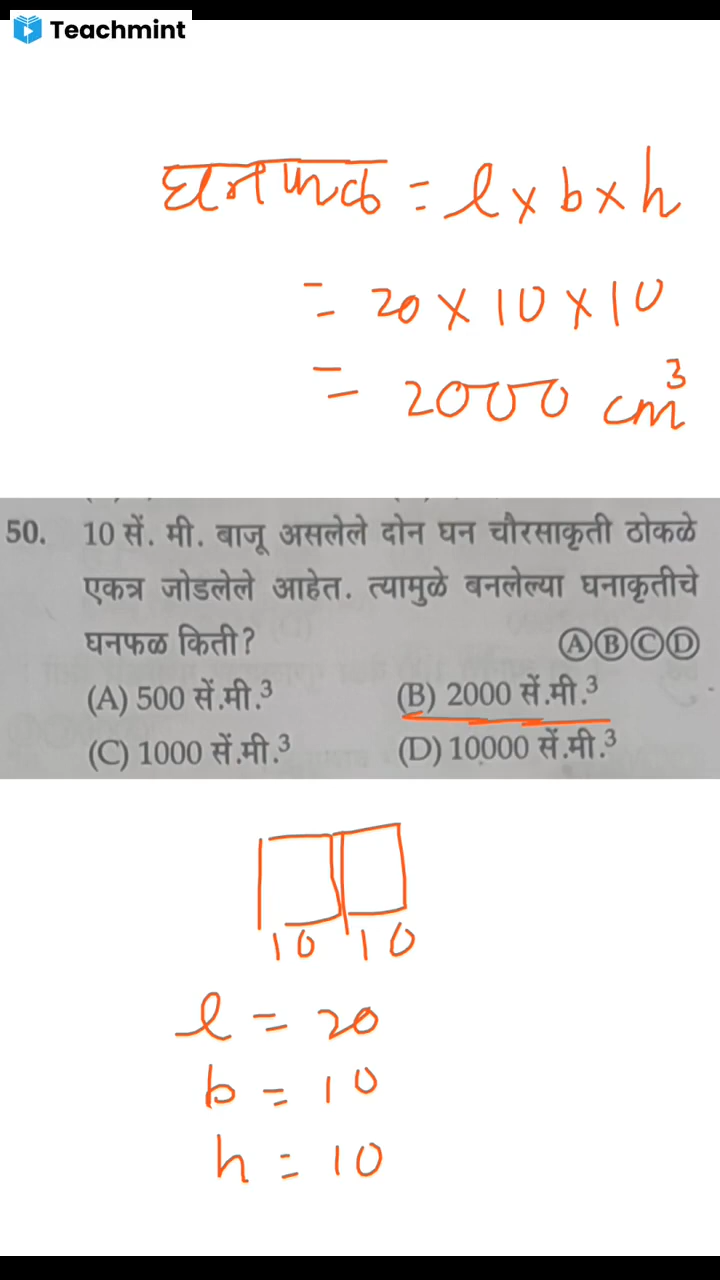 Teachmint
घनफळ = l × b × h
= 20 × 10 × 10
= 2000 cm³
50. 10 सें. मी. बाजू असलेले दोन घन चौरसाकृती ठोकळे
एकत्र जोडलेले आहेत. त्यामुळे बनलेल्या घनाकृतीचे
घनफळ किती? Ⓐ Ⓑ Ⓒ Ⓓ
(A) 500 सें.मी.³ (B) 2000 सें.मी.³
(C) 1000 सें.मी.³ (D) 10000 सें.मी.³
10 10
l = 20
b = 10
h = 10